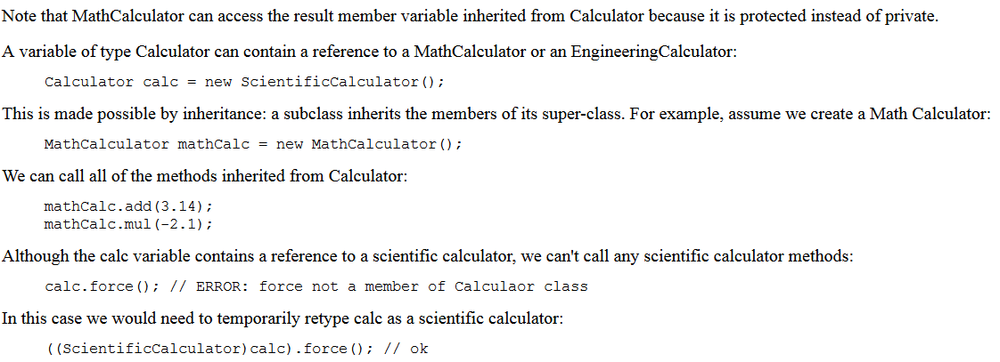 Note that MathCalculator can access the result member variable inherited from Calculator because it is protected instead of private.
A variable of type Calculator can contain a reference to a MathCalculator or an EngineeringCalculator:
Calculator calc = new ScientificCalculator();
This is made possible by inheritance: a subclass inherits the members of its super-class. For example, assume we create a Math Calculator:
MathCalculator mathCalc = new MathCalculator();
We can call all of the methods inherited from Calculator:
mathCalc.add(3.14);
mathCalc.mul(-2.1);
Although the calc variable contains a reference to a scientific calculator, we can't call any scientific calculator methods:
calc.force(); // ERROR: force not a member of Calculaor class
In this case we would need to temporarily retype calc as a scientific calculator:
((ScientificCalculator)calc).force(); // ok